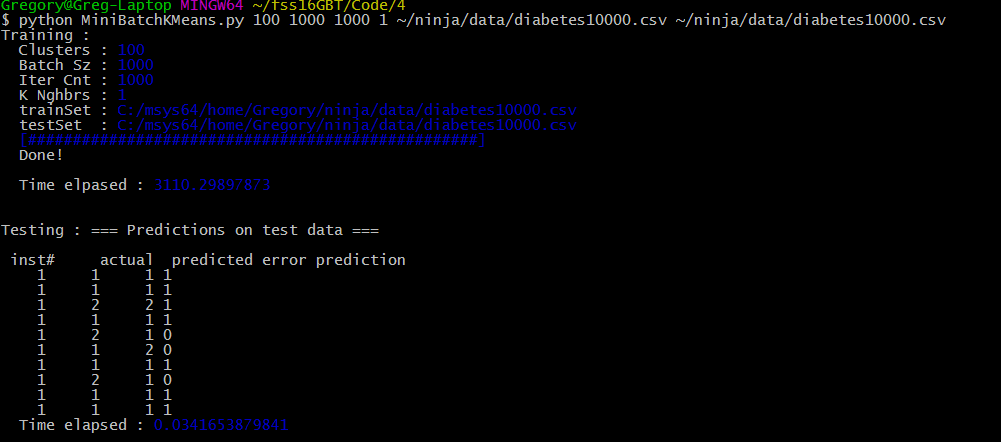 Gregory@Greg-Laptop MINGW64 ~/fss16GBT/Code/4
$ python MiniBatchKMeans.py 100 1000 1000 1 ~/ninja/data/diabetes10000.csv ~/ninja/data/diabetes10000.csv
Training :
  Clusters : 100
  Batch Sz : 1000
  Iter Cnt : 1000
  K Nghbrs : 1
  trainSet : C:/msys64/home/Gregory/ninja/data/diabetes10000.csv
  testSet  : C:/msys64/home/Gregory/ninja/data/diabetes10000.csv
  [##################################################]
  Done!
  Time elpased : 3110.29897873
Testing : === Predictions on test data ===
 inst#     actual  predicted error prediction
    1     1     1 1
    1     1     1 1
    1     2     2 1
    1     1     1 1
    1     2     1 0
    1     1     2 0
    1     1     1 1
    1     2     1 0
    1     1     1 1
    1     1     1 1
  Time elapsed : 0.0341653879841